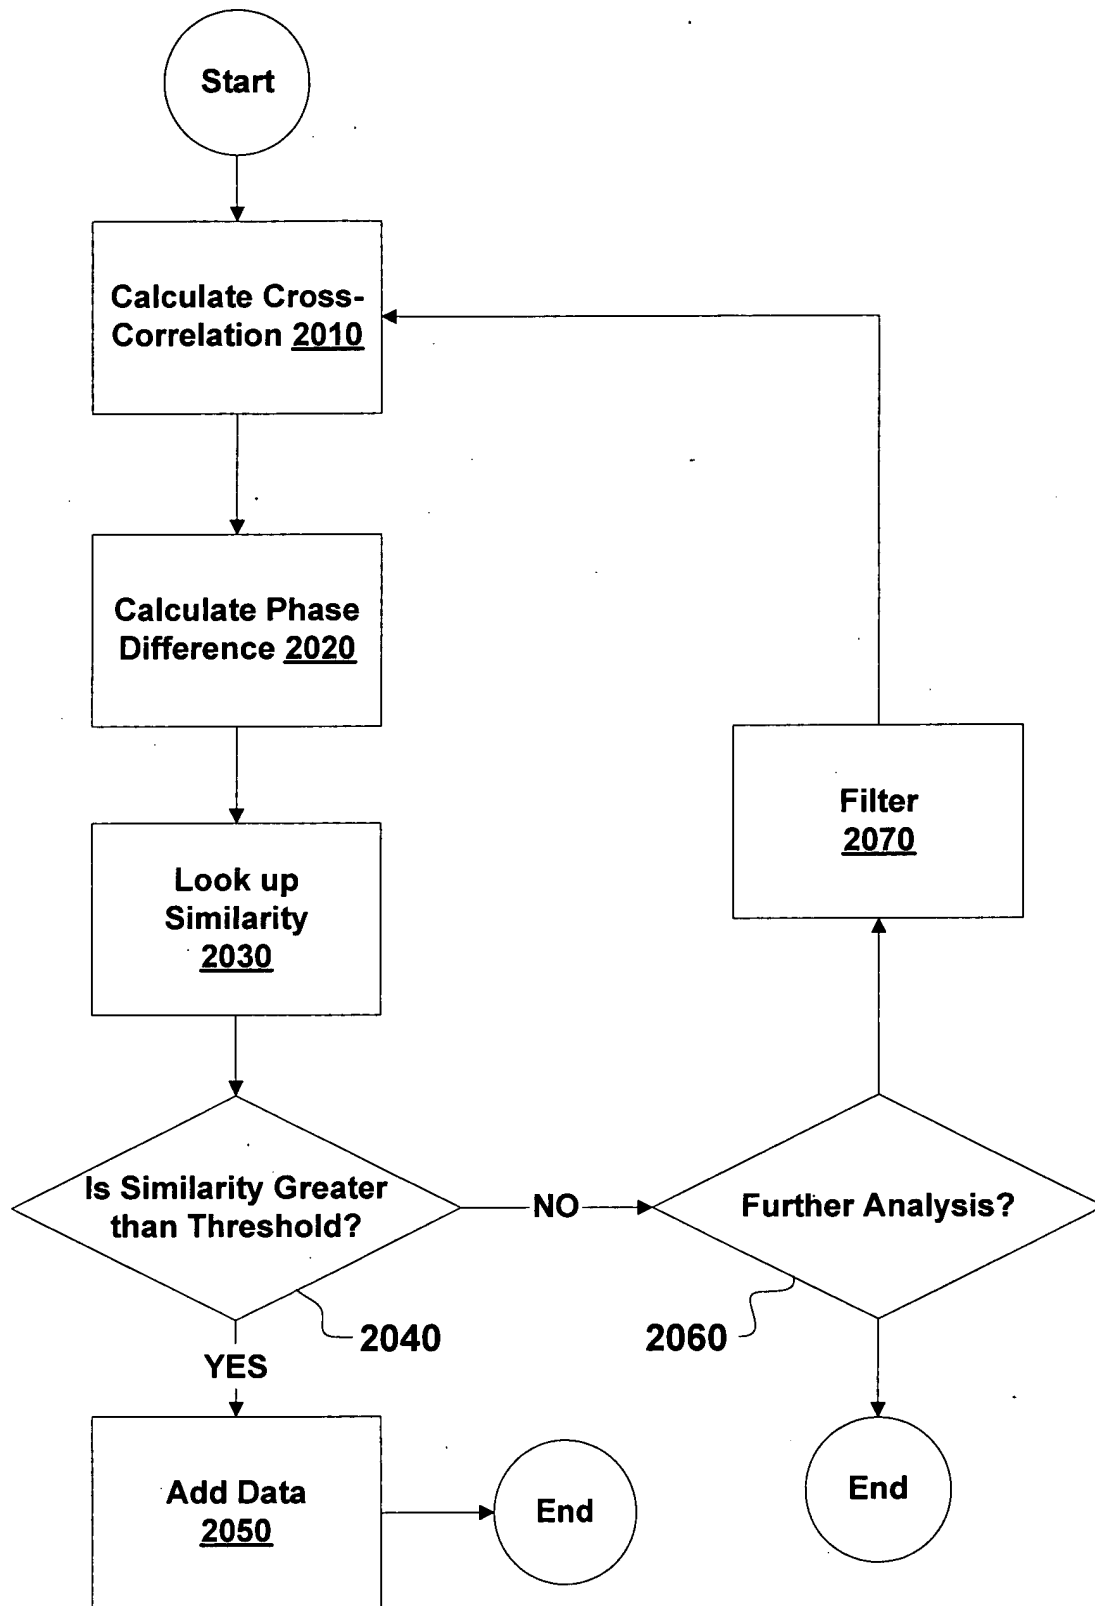 Start
Calculate Cross-
Correlation 2010
Calculate Phase
Difference 2020
Look up
Similarity
2030
Filter
2070
Is Similarity Greater
than Threshold?
NO
Further Analysis?
2040
2060
YES
Add Data
2050
End
End